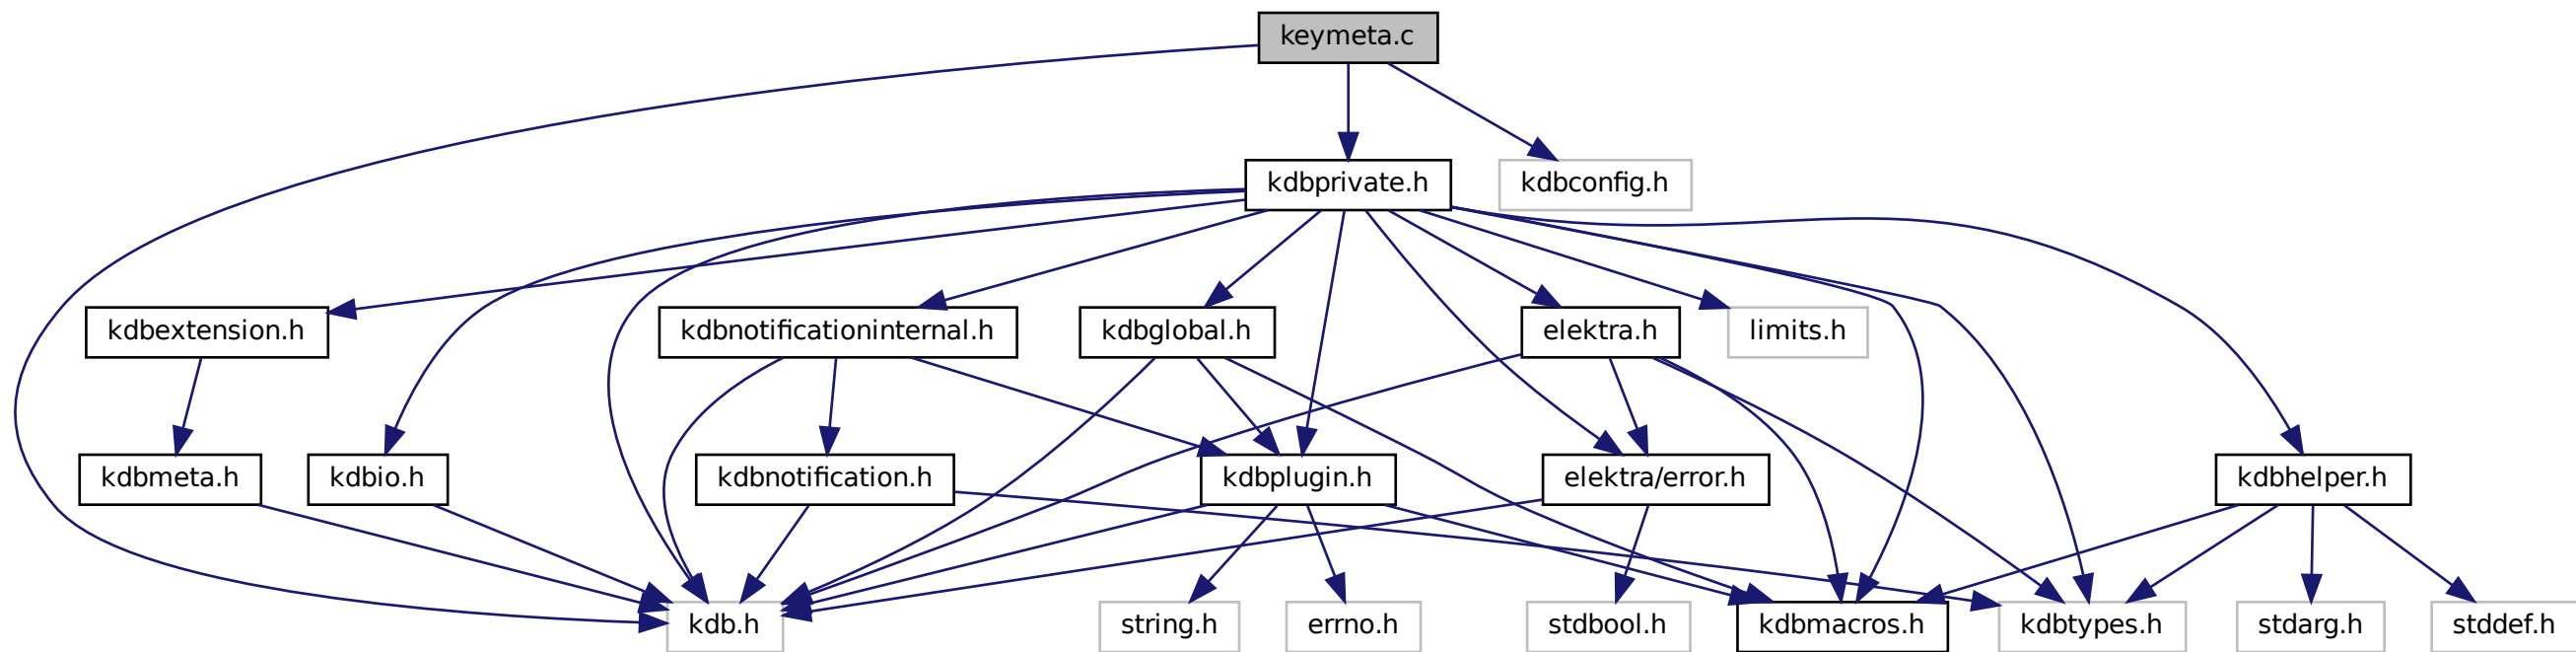 keymeta.c
kdbprivate.h
kdbconfig.h
kdbextension.h
kdbnotificationinternal.h
kdbglobal.h
elektra.h
limits.h
kdbmeta.h
kdbio.h
kdbnotification.h
kdbplugin.h
elektra/error.h
kdbhelper.h
kdb.h
string.h
errno.h
stdbool.h
kdbmacros.h
kdbtypes.h
stdarg.h
stddef.h